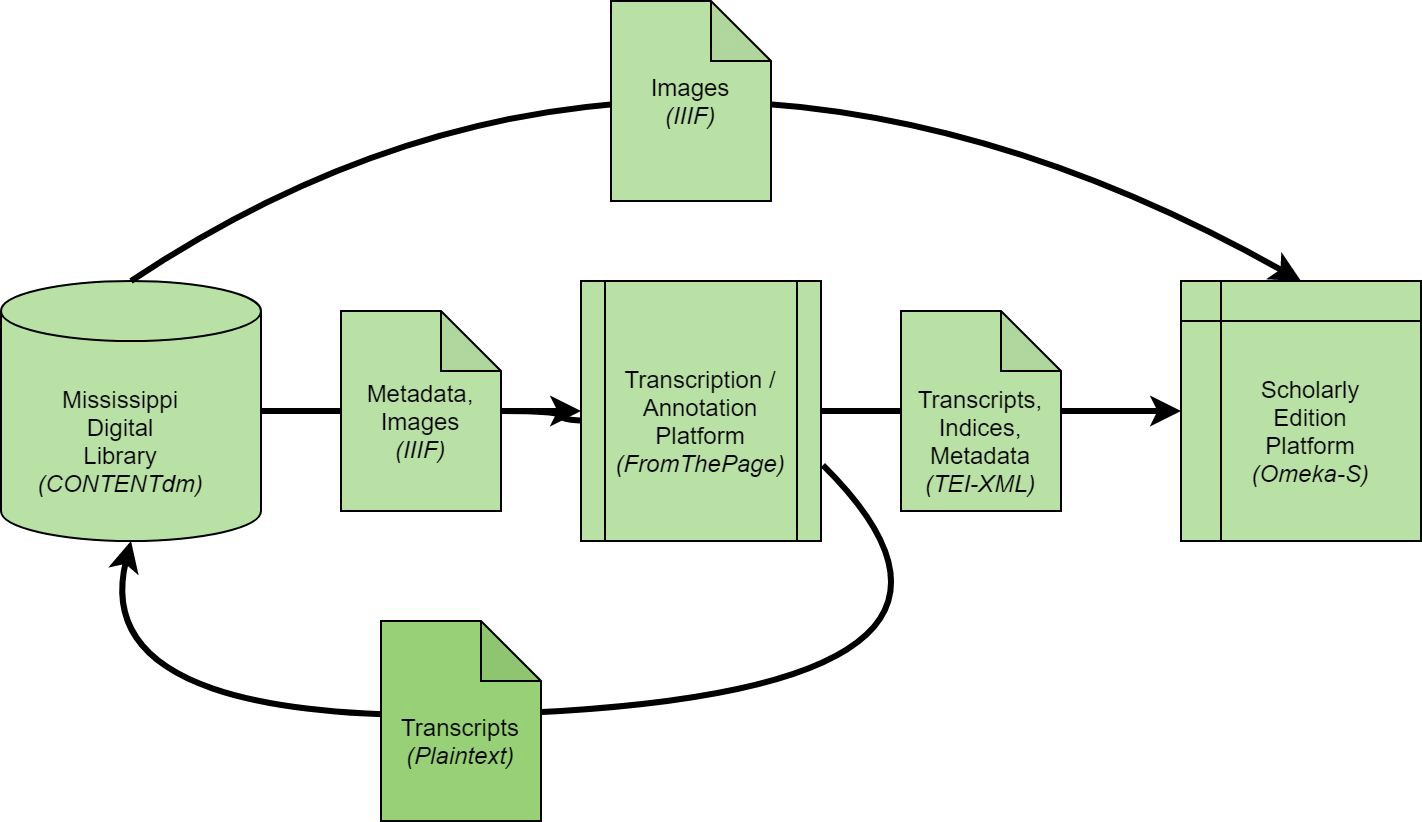 Images
(IIIF)
Mississippi
Digital
Library
(CONTENTdm)
Metadata,
Images
(IIIF)
Transcription /
Annotation
Platform
(FromThePage)
Transcripts,
Indices,
Metadata
(TEI-XML)
Scholarly
Edition
Platform
(Omeka-S)
Transcripts
(Plaintext)